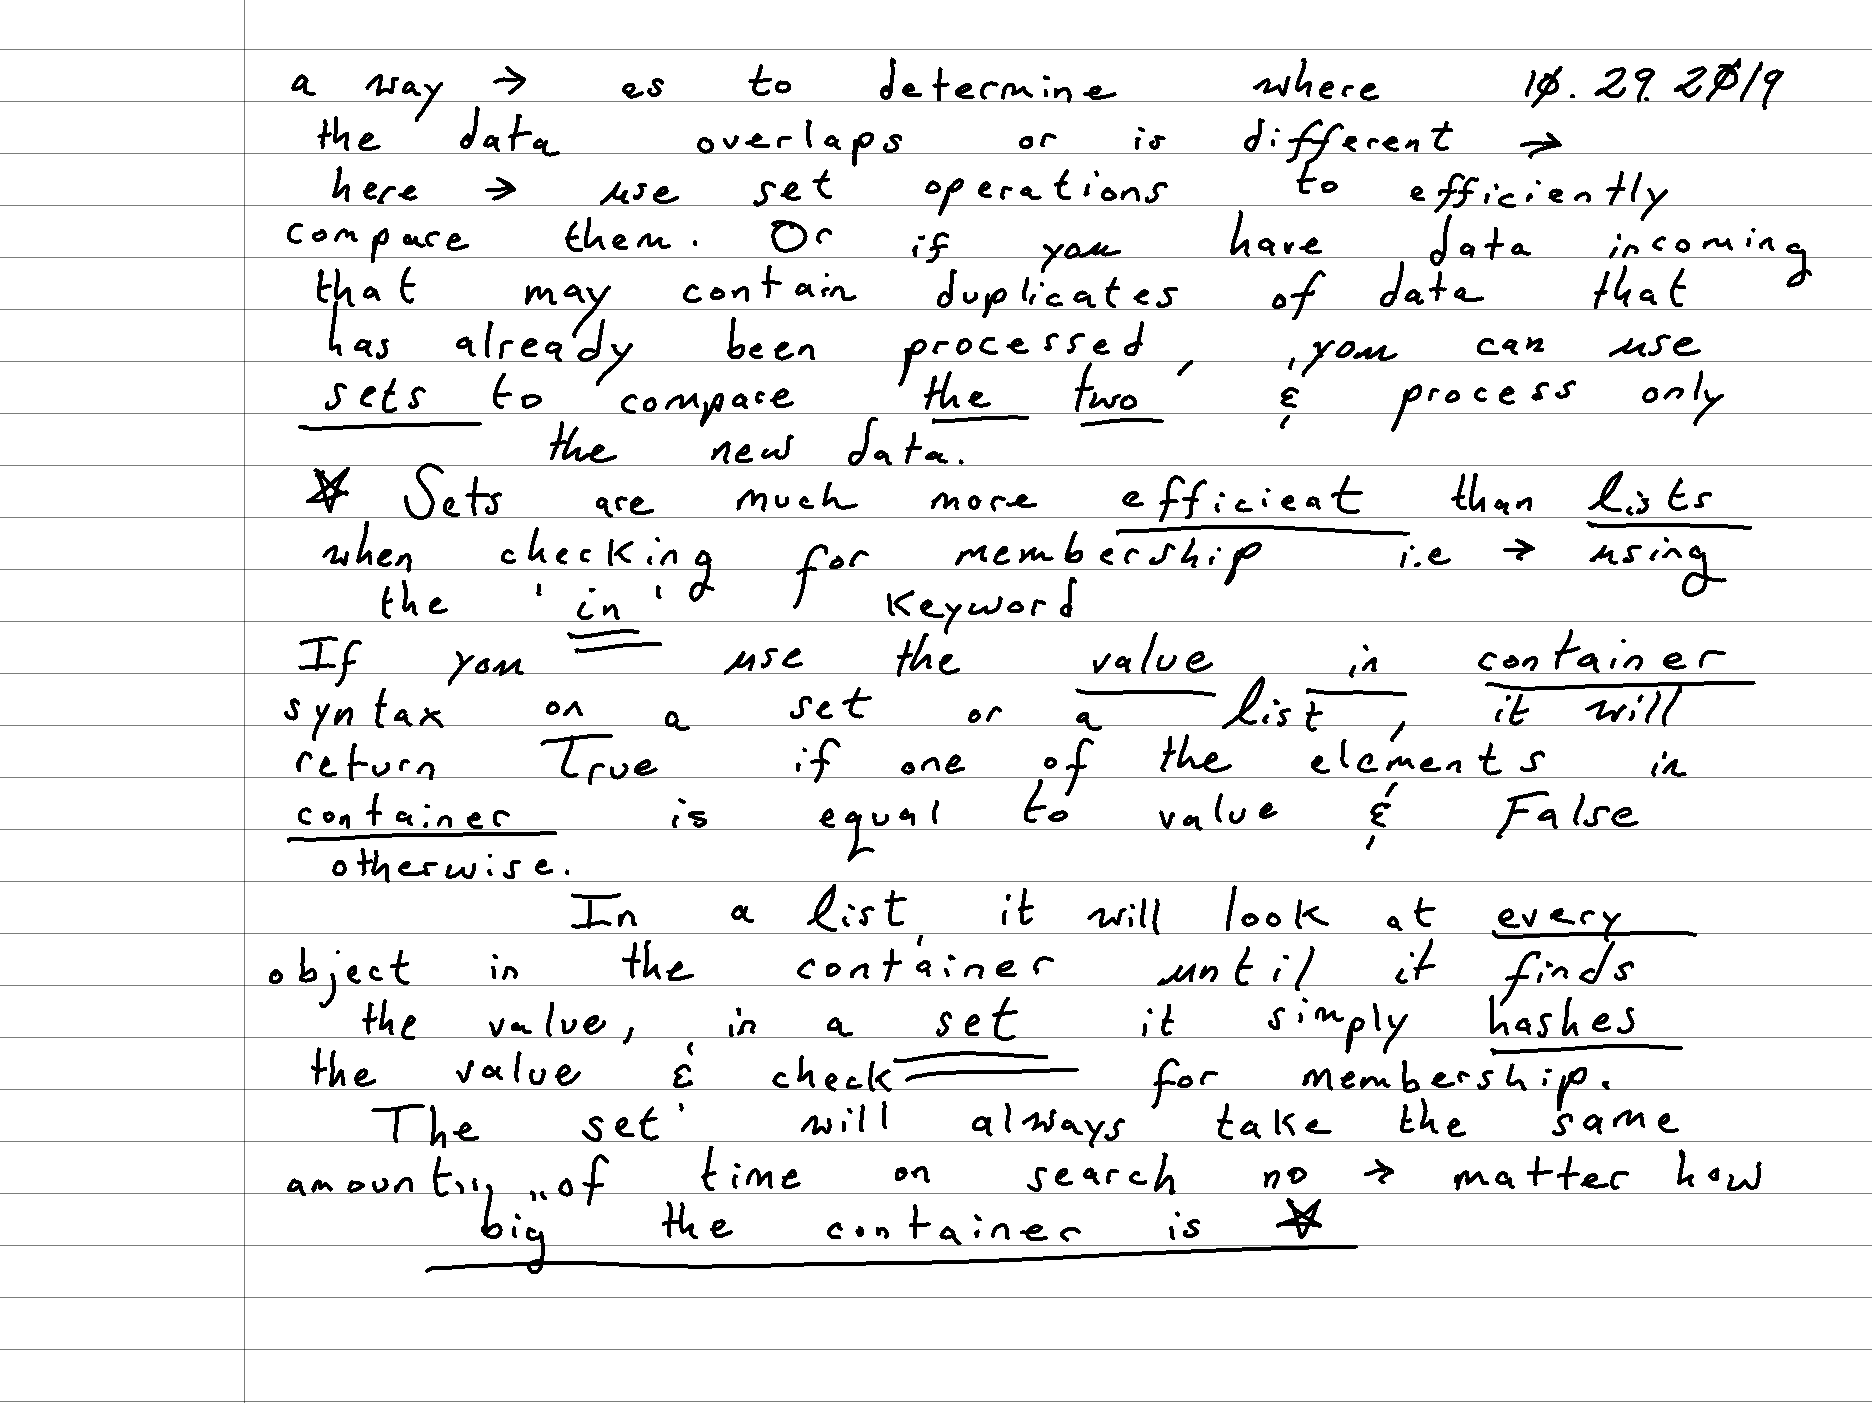 a way → as to determine where 10.29.2019
the data overlaps or is different →
here → use set operations to efficiently
compare them. Or if you have data incoming
that may contain duplicates of data that
has already been processed, you can use
sets to compare the two & process only
the new data.
☆ Sets are much more efficient than lists
when checking for membership i.e → using
the 'in' keyword
If you use the value in container
syntax on a set or a list, it will
return True if one of the elements in
container is equal to value & False
otherwise.
In a list, it will look at every
object in the container until it finds
the value, in a set it simply hashes
the value & check for membership.
The set will always take the same
amount of time on search no → matter how
big the container is ☆